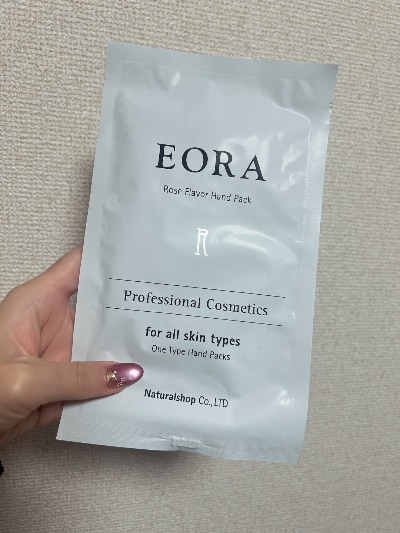 EORA
Rose Flavor Hand Pack
Professional Cosmetics
for all skin types
One Type Hand Packs
Naturalshop Co.,LTD